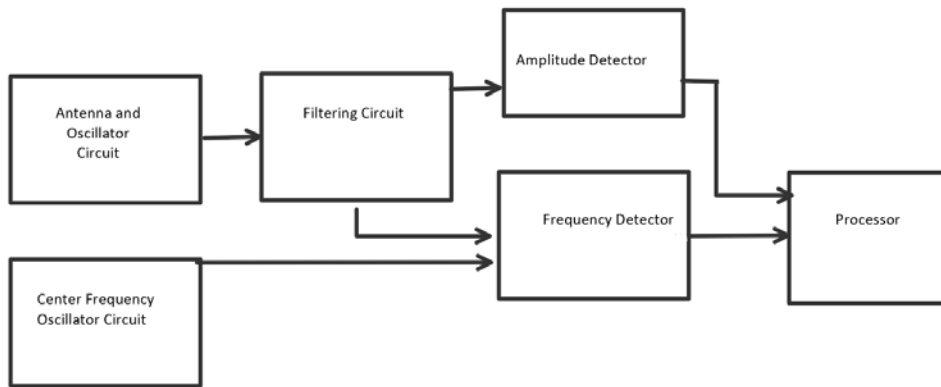 Amplitude Detector
Antenna and
Oscillator
Circuit
Filtering Circuit
Frequency Detector
Processor
Center Frequency
Oscillator Circuit